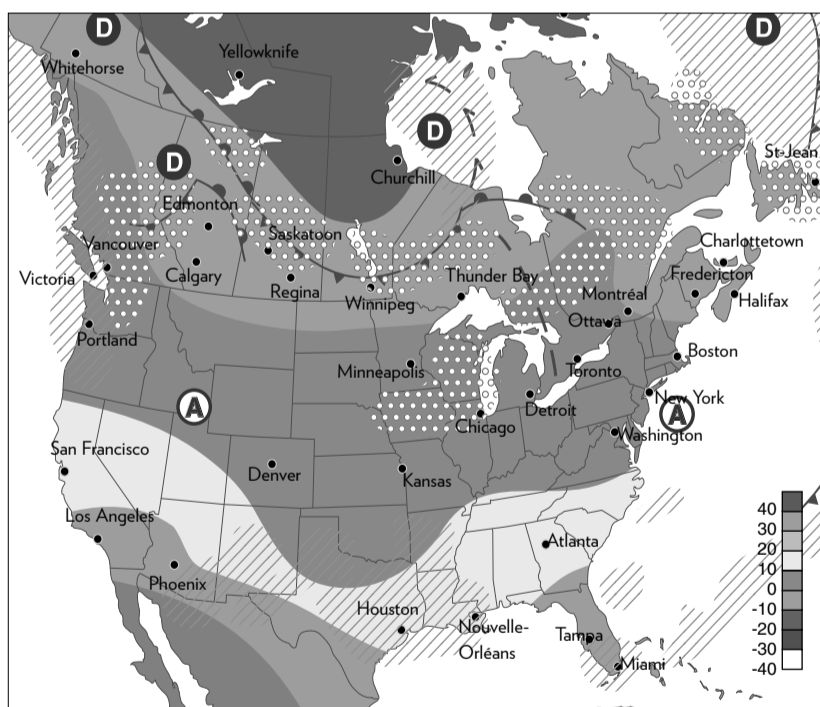 D
D
Yellowknife
Whitehorse
D
D
Churchill
St-Jean
Edmonton
Saskatoon
Vancouver
Charlottetown
Victoria
Calgary
Regina
Winnipeg
Thunder Bay
Montréal
Fredericton
Halifax
Portland
Ottawa
Minneapolis
Toronto
Boston
A
Chicago
Detroit
New York
A
Washington
San Francisco
Denver
Kansas
Los Angeles
Atlanta
Phoenix
Houston
Nouvelle-
Orléans
Tampa
Miami
40
30
20
10
0
-10
-20
-30
-40